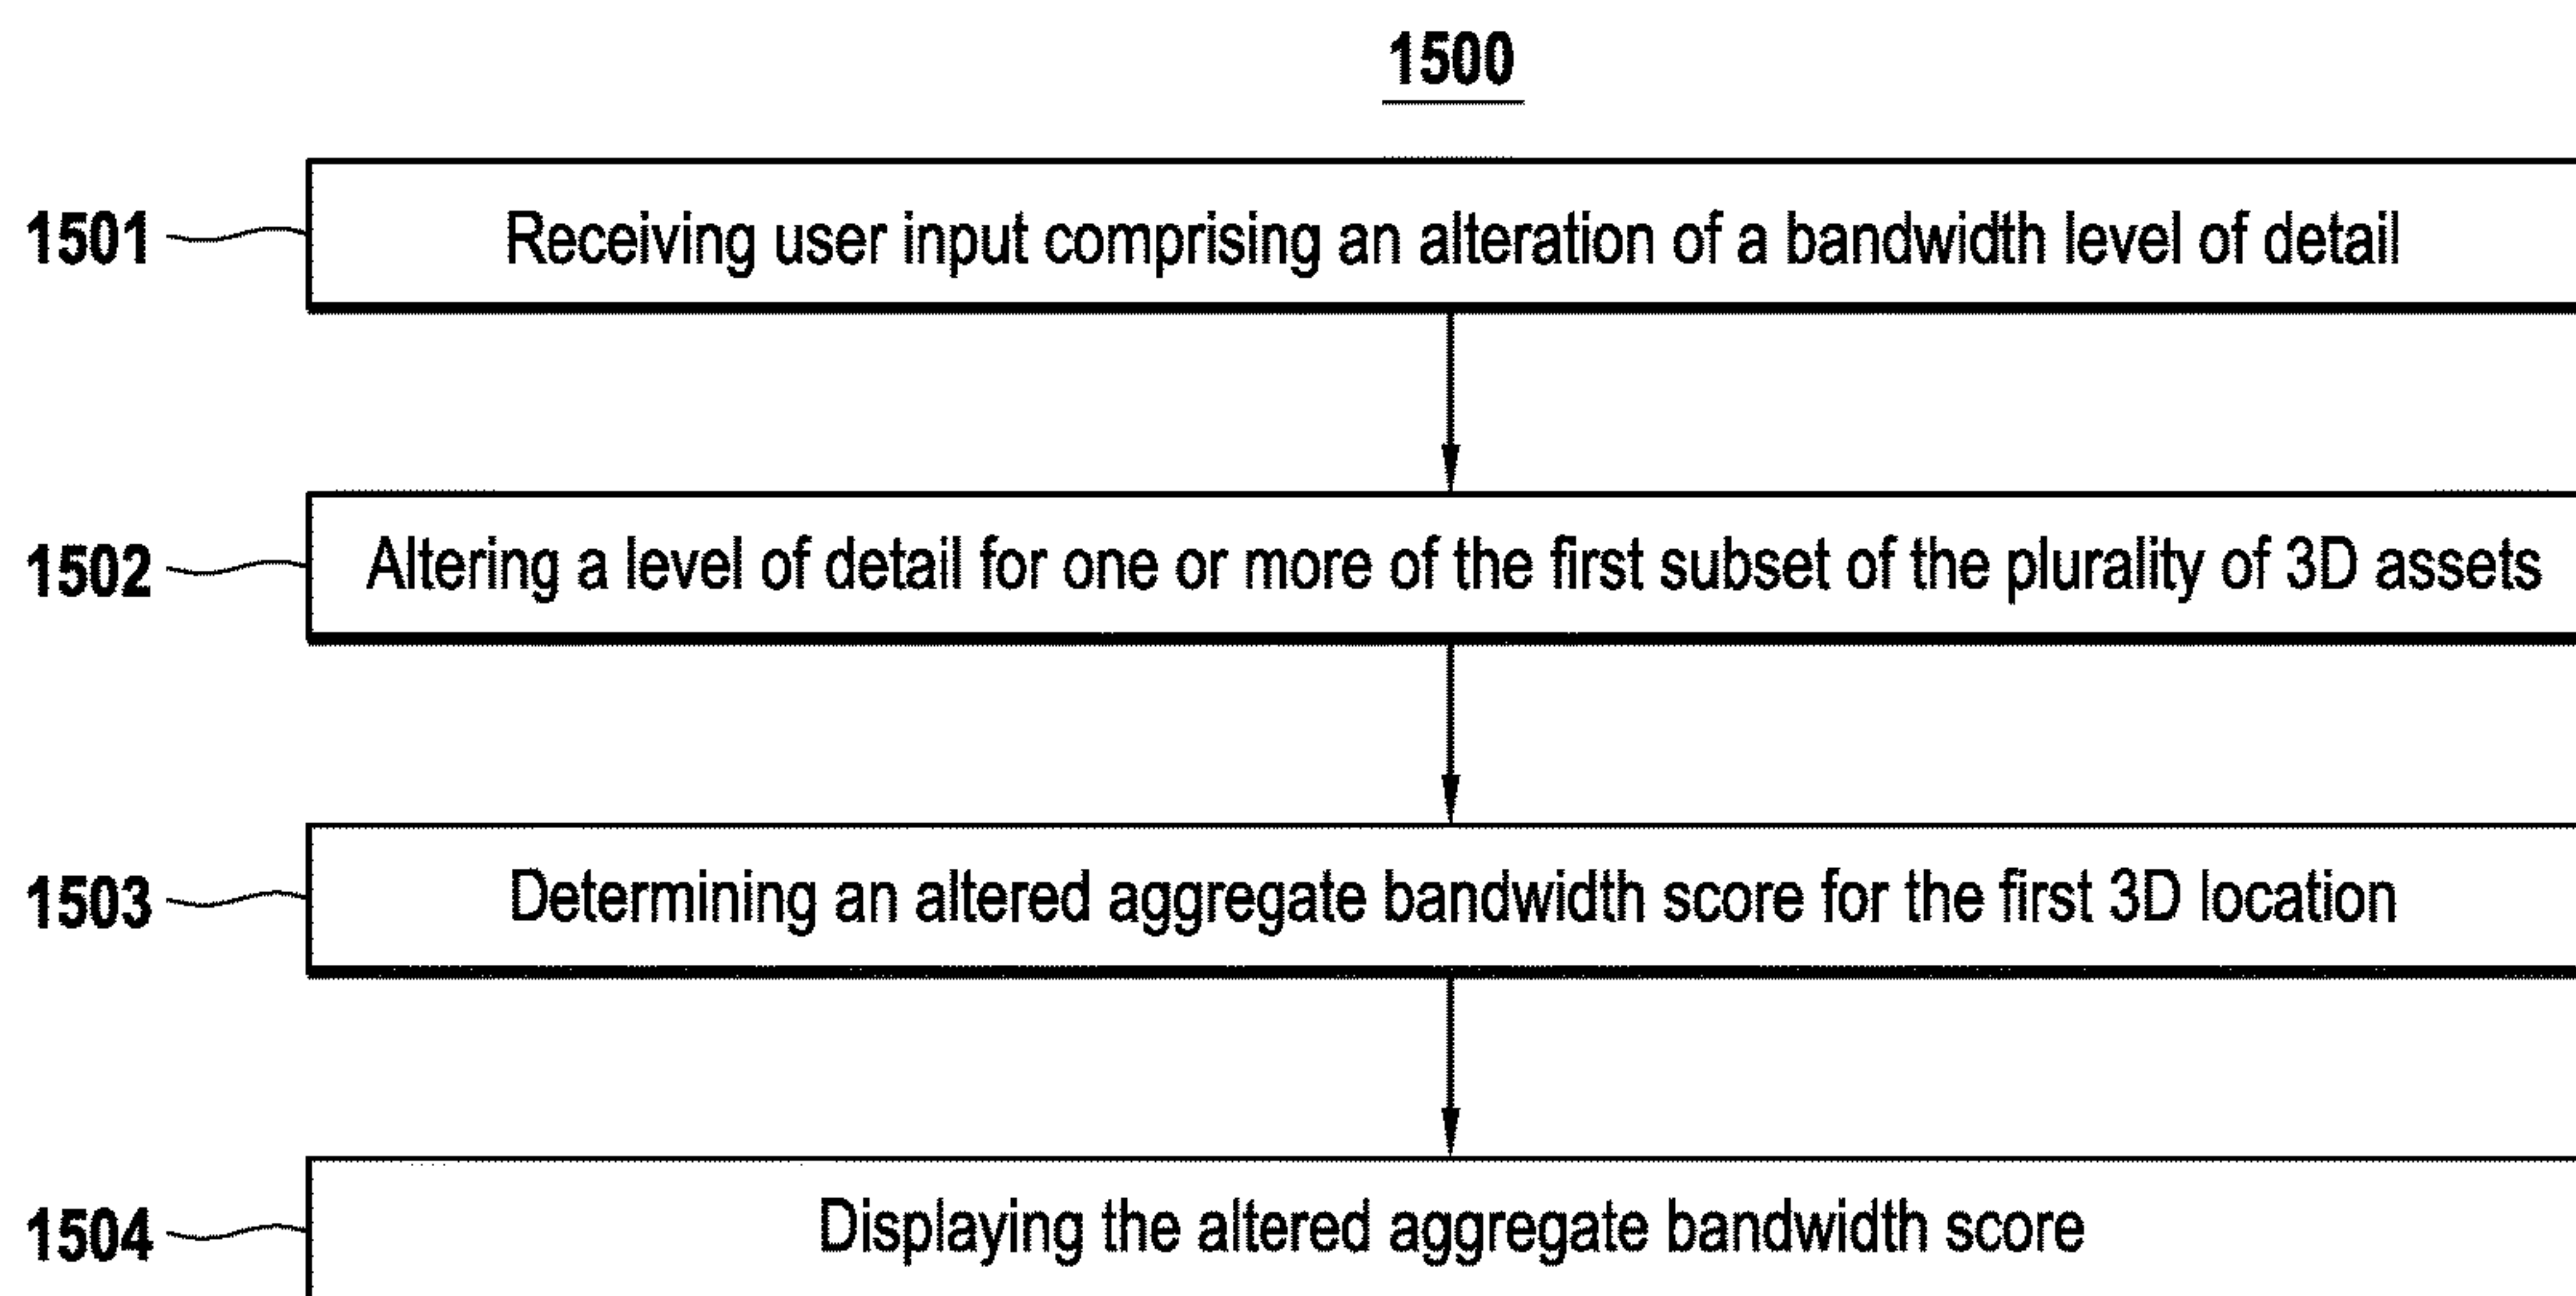 1500
1501 Receiving user input comprising an alteration of a bandwidth level of detail
1502 Altering a level of detail for one or more of the first subset of the plurality of 3D assets
1503 Determining an altered aggregate bandwidth score for the first 3D location
1504 Displaying the altered aggregate bandwidth score